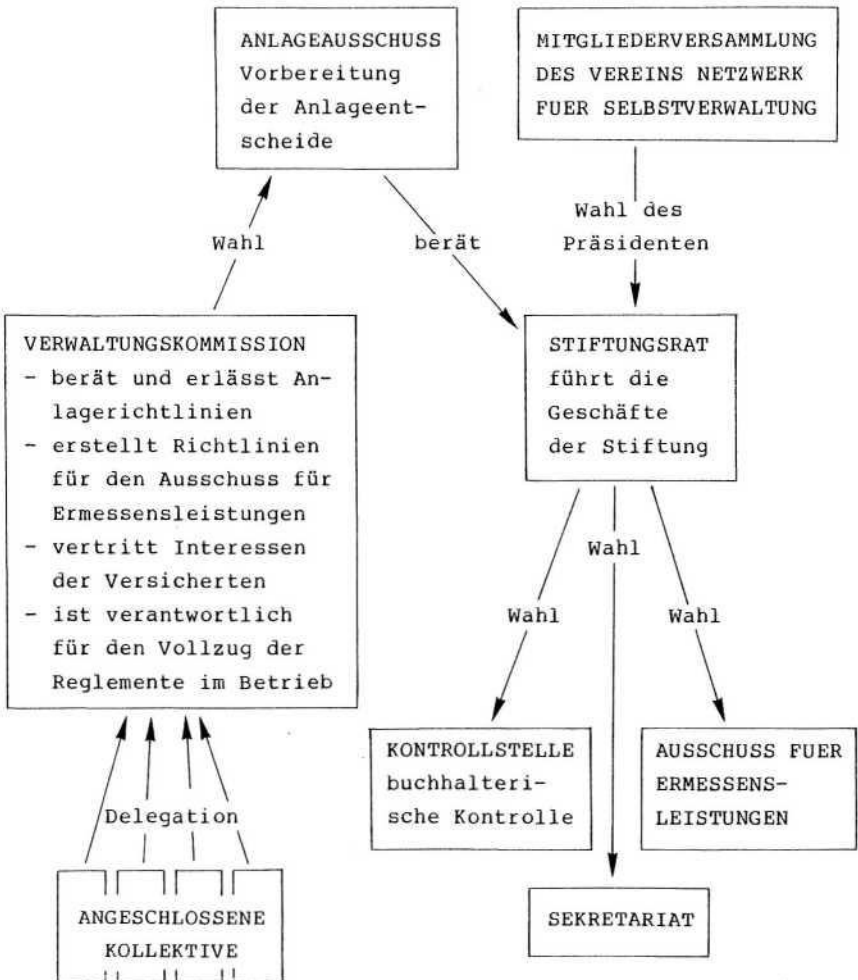 ANLAGEAUSSCHUSS
Vorbereitung
der Anlageent-
scheide
MITGLIEDERVERSAMMLUNG
DES VEREINS NETZWERK
FUER SELBSTVERWALTUNG
Wahl
berät
Wahl des
Präsidenten
VERWALTUNGSKOMMISSION
- berät und erlässt An-
lagerichtlinien
- erstellt Richtlinien
für den Ausschuss für
Ermessensleistungen
- vertritt Interessen
der Versicherten
- ist verantwortlich
für den Vollzug der
Reglemente im Betrieb
STIFTUNGSRAT
führt die
Geschäfte
der Stiftung
Wahl
Wahl
Wahl
Delegation
KONTROLLSTELLE
buchhalteri-
sche Kontrolle
AUSSCHUSS FUER
ERMESSENS-
LEISTUNGEN
ANGESCHLOSSENE
KOLLEKTIVE
SEKRETARIAT